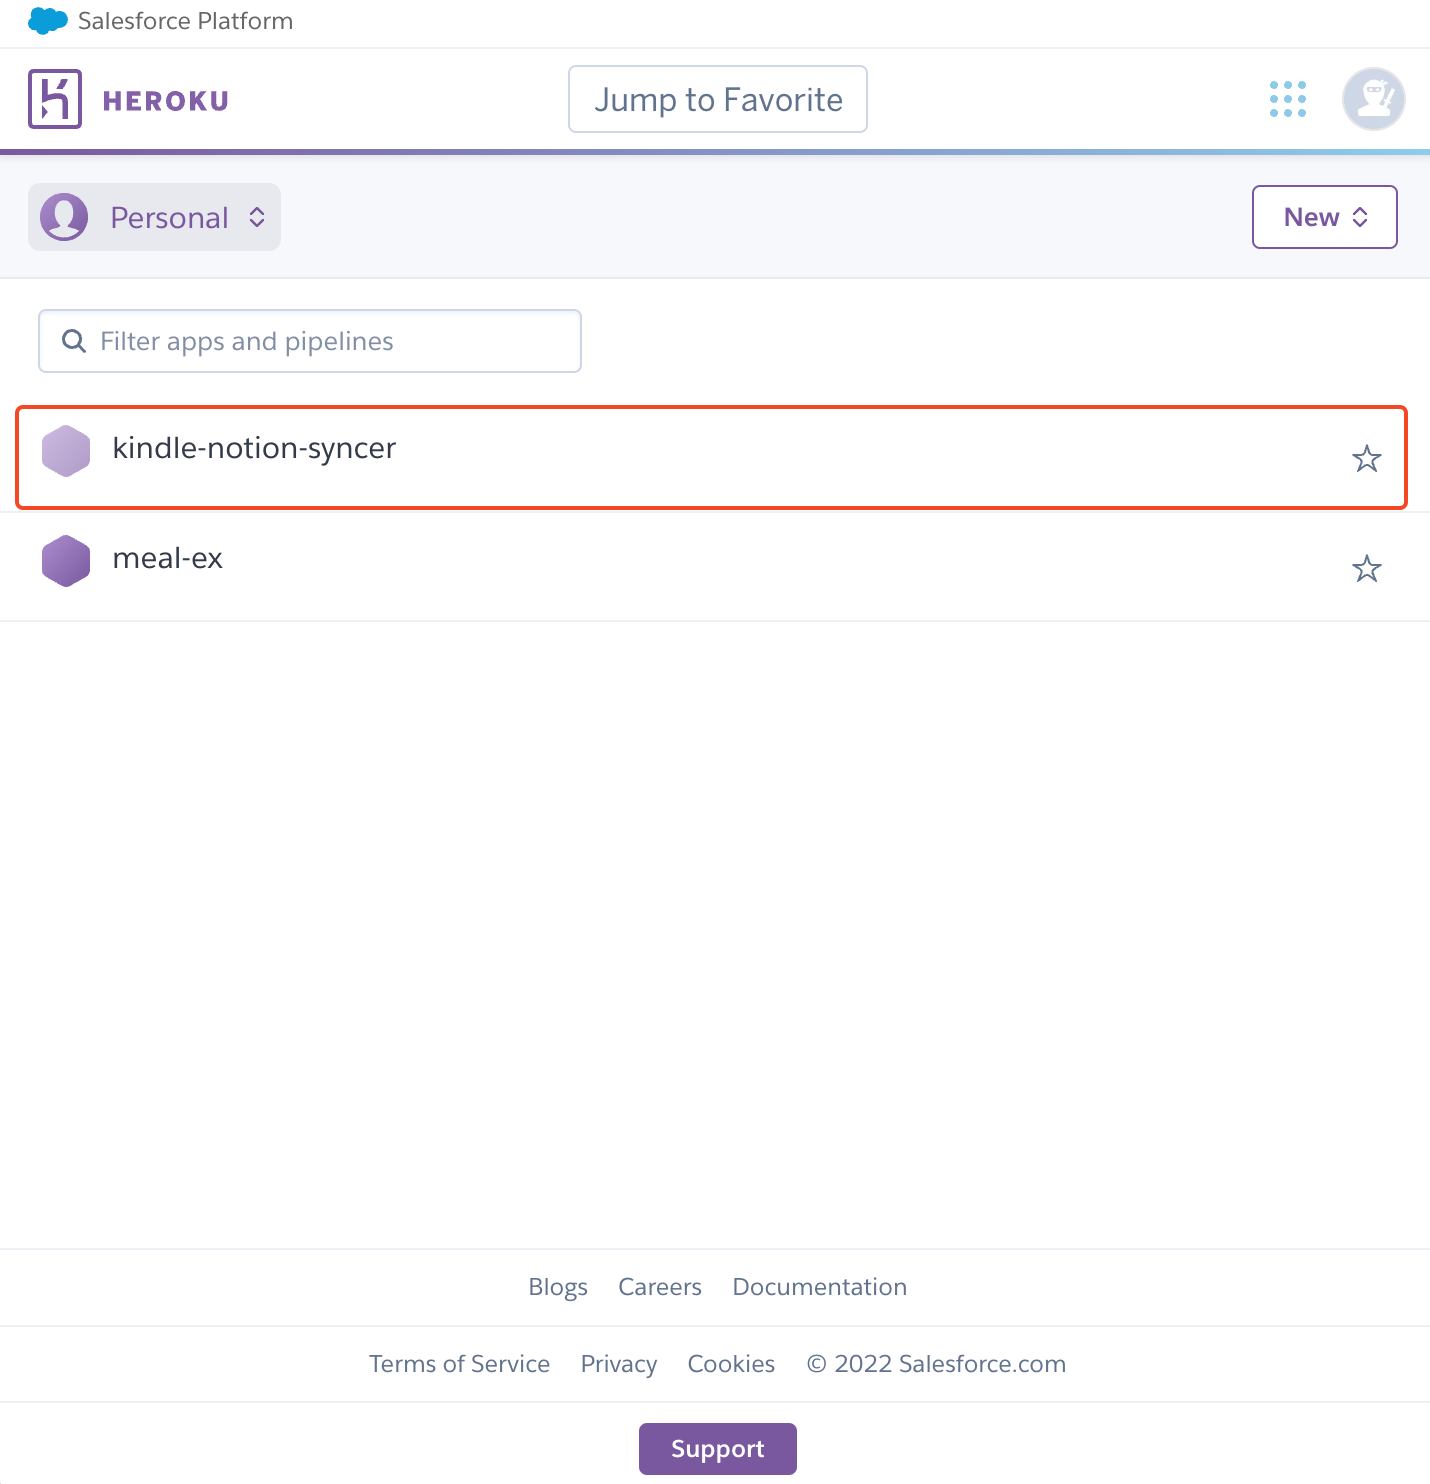 Salesforce Platform
HEROKU
Jump to Favorite
Personal
New
Filter apps and pipelines
kindle-notion-syncer
meal-ex
Blogs Careers Documentation
Terms of Service Privacy Cookies © 2022 Salesforce.com
Support